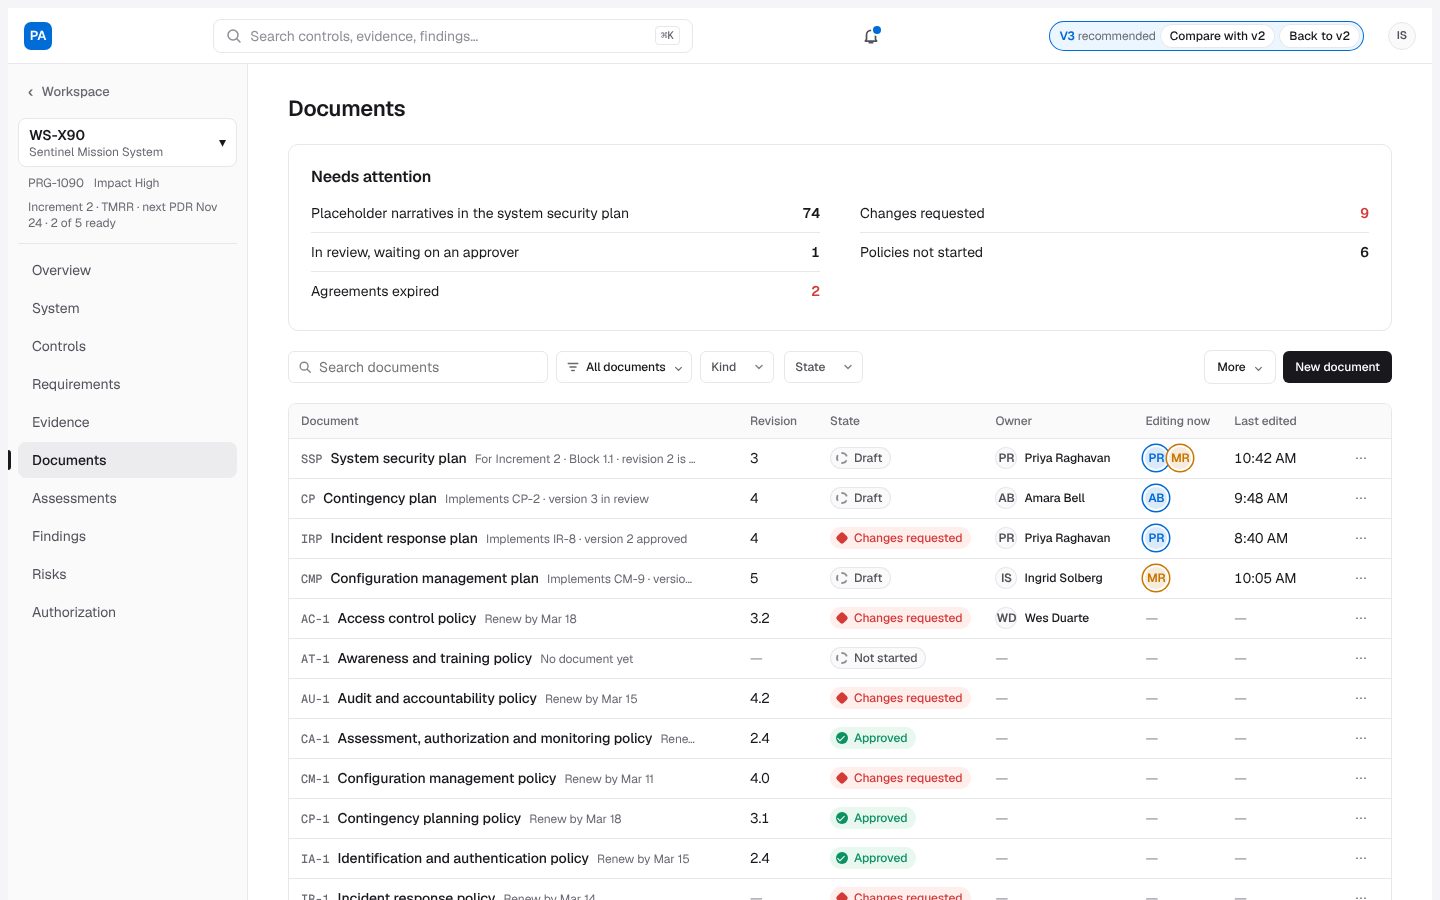 PA
Search controls, evidence, findings...
⌘K
V3 recommended
Compare with v2
Back to v2
IS
‹ Workspace
WS-X90
Sentinel Mission System
PRG-1090 Impact High
Increment 2 · TMRR · next PDR Nov
24 · 2 of 5 ready
Overview
System
Controls
Requirements
Evidence
Documents
Assessments
Findings
Risks
Authorization
Documents
Needs attention
Placeholder narratives in the system security plan 74
Changes requested 9
In review, waiting on an approver 1
Policies not started 6
Agreements expired 2
Search documents
All documents
Kind
State
More
New document
Document Revision State Owner Editing now Last edited
SSP System security plan For Increment 2 · Block 1.1 · revision 2 is ... 3 Draft PR Priya Raghavan PR MR 10:42 AM ...
CP Contingency plan Implements CP-2 · version 3 in review 4 Draft AB Amara Bell AB 9:48 AM ...
IRP Incident response plan Implements IR-8 · version 2 approved 4 Changes requested PR Priya Raghavan PR 8:40 AM ...
CMP Configuration management plan Implements CM-9 · versio... 5 Draft IS Ingrid Solberg MR 10:05 AM ...
AC-1 Access control policy Renew by Mar 18 3.2 Changes requested WD Wes Duarte — — ...
AT-1 Awareness and training policy No document yet — Not started — — — ...
AU-1 Audit and accountability policy Renew by Mar 15 4.2 Changes requested — — — ...
CA-1 Assessment, authorization and monitoring policy Rene... 2.4 Approved — — — ...
CM-1 Configuration management policy Renew by Mar 11 4.0 Changes requested — — — ...
CP-1 Contingency planning policy Renew by Mar 18 3.1 Approved — — — ...
IA-1 Identification and authentication policy Renew by Mar 15 2.4 Approved — — — ...
IR-1 Incident response policy Renew by Mar 14 — Changes requested — — — ...